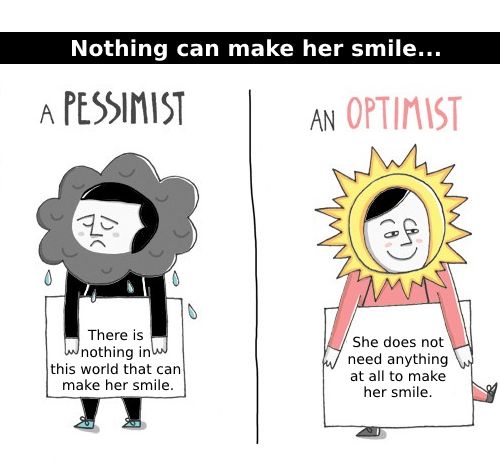 Nothing can make her smile...
A PESSIMIST
AN OPTIMIST
There is
nothing in
this world that can
make her smile.
She does not
need anything
at all to make
her smile.